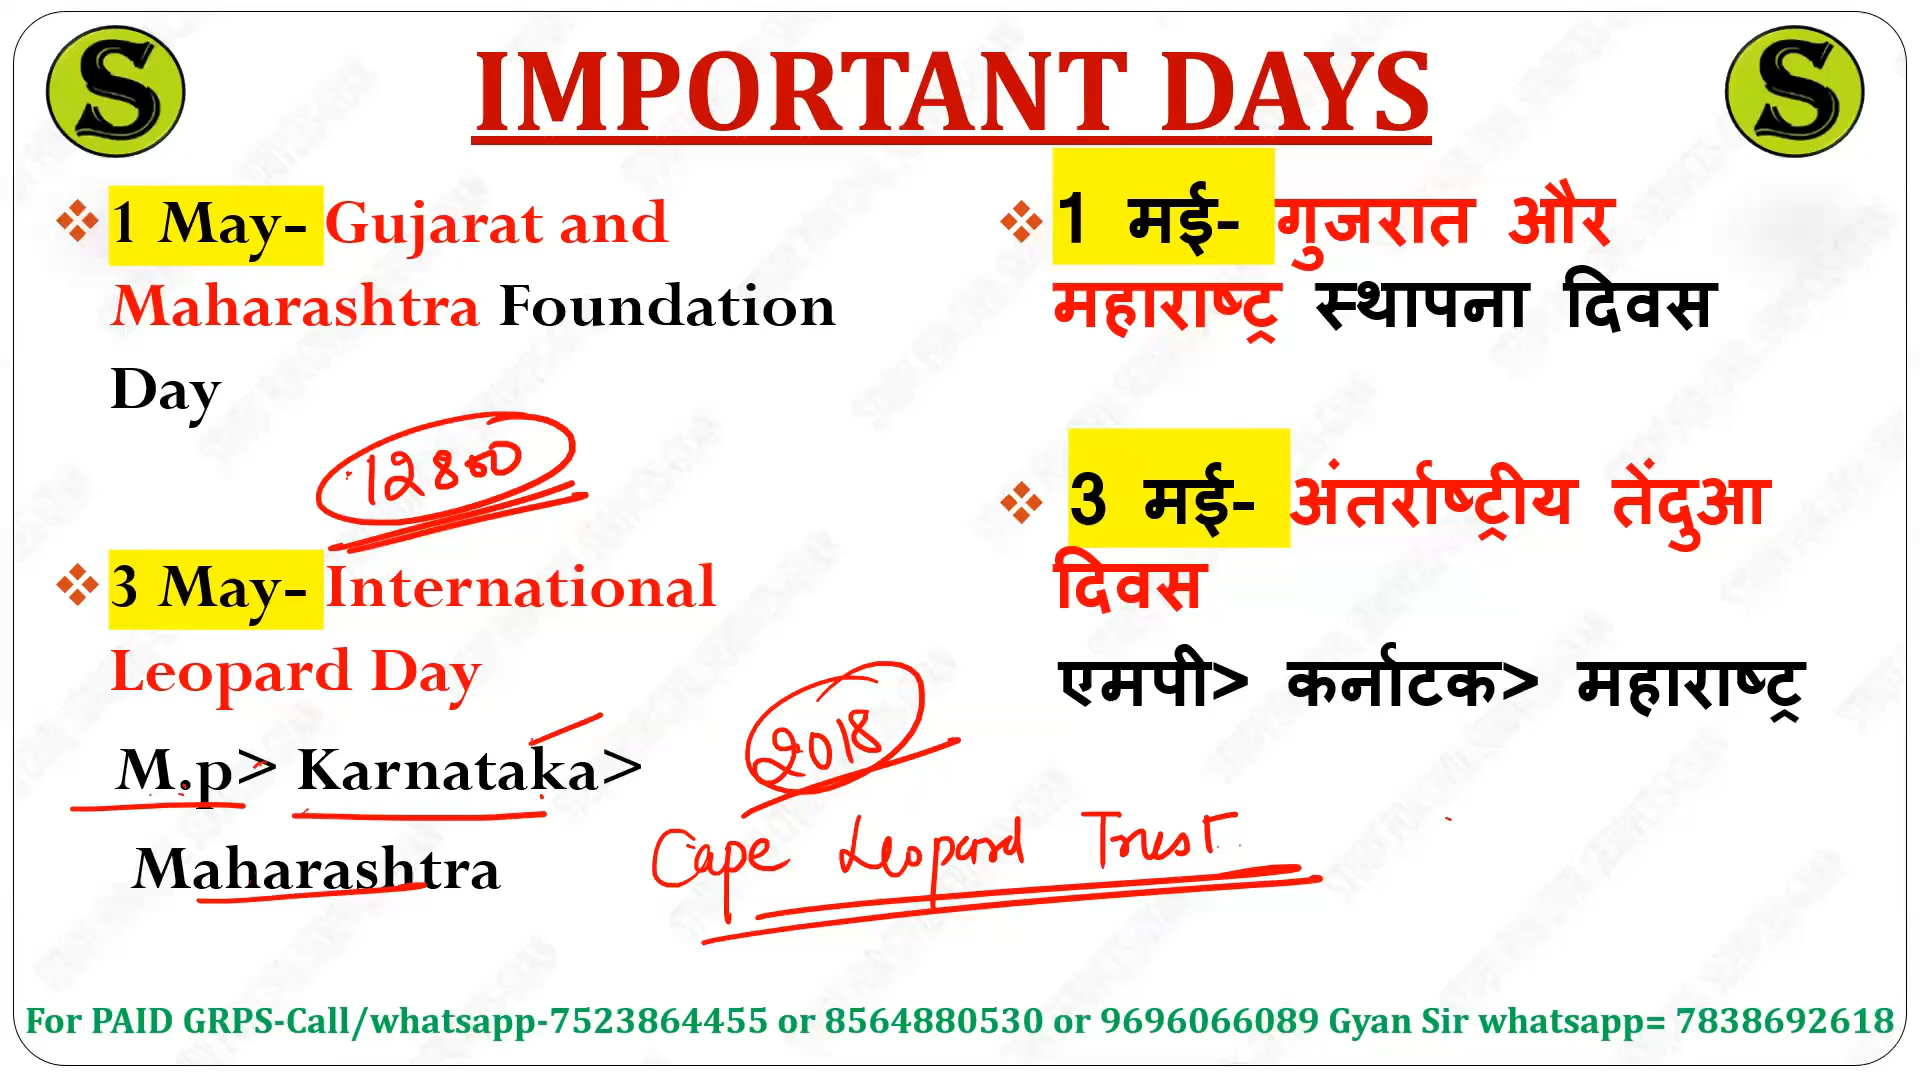 S
IMPORTANT DAYS
S
❖ 1 May- Gujarat and
Maharashtra Foundation
Day
12800
❖ 3 May- International
Leopard Day
M.p> Karnataka>
Maharashtra
2018
Cape Leopard Trust
❖ 1 मई- गुजरात और
महाराष्ट्र स्थापना दिवस
❖ 3 मई- अंतर्राष्ट्रीय तेंदुआ
दिवस
एमपी> कर्नाटक> महाराष्ट्र
For PAID GRPS-Call/whatsapp-7523864455 or 8564880530 or 9696066089 Gyan Sir whatsapp= 7838692618